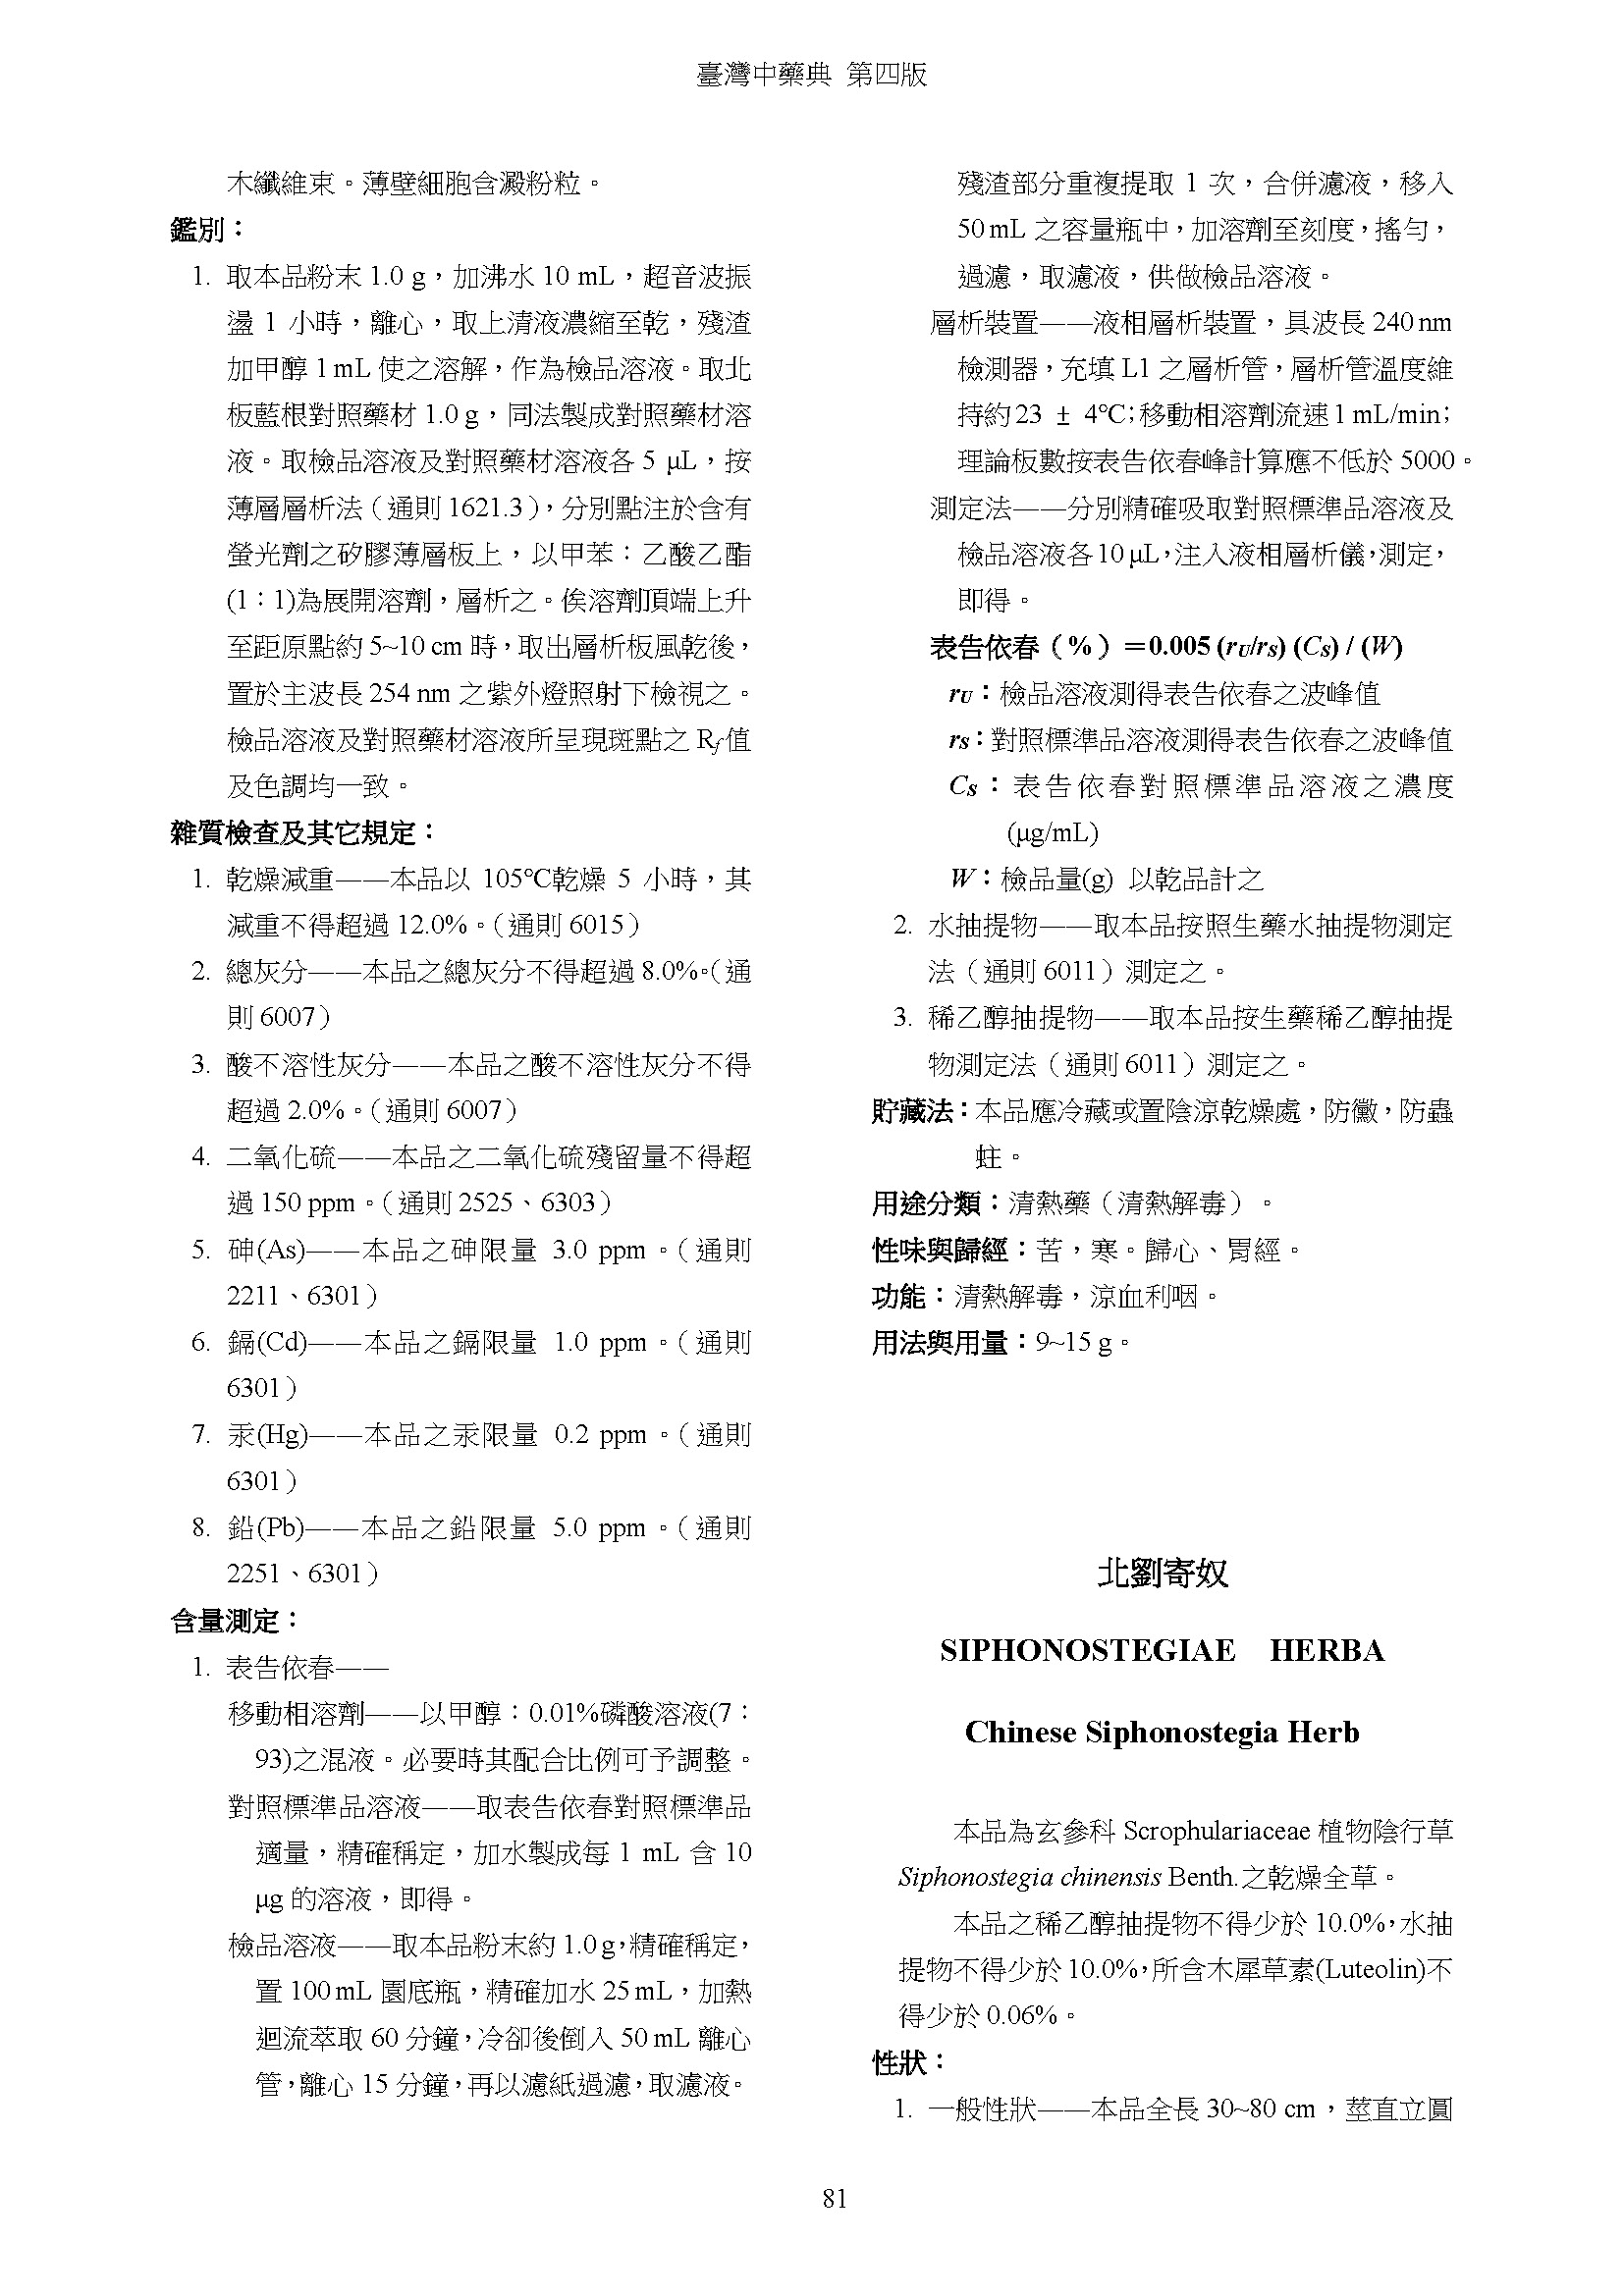 臺灣中藥典 第四版
木纖維束。薄壁細胞含澱粉粒。
鑑別：
1. 取本品粉末 1.0 g，加沸水 10 mL，超音波振
盪 1 小時，離心，取上清液濃縮至乾，殘渣
加甲醇 1 mL 使之溶解，作為檢品溶液。取北
板藍根對照藥材 1.0 g，同法製成對照藥材溶
液。取檢品溶液及對照藥材溶液各 5 μL，按
薄層層析法（通則 1621.3），分別點注於含有
螢光劑之矽膠薄層板上，以甲苯：乙酸乙酯
(1：1)為展開溶劑，層析之。俟溶劑頂端上升
至距原點約 5~10 cm 時，取出層析板風乾後，
置於主波長 254 nm 之紫外燈照射下檢視之。
檢品溶液及對照藥材溶液所呈現斑點之 Rf值
及色調均一致。
雜質檢查及其它規定：
1. 乾燥減重——本品以 105℃乾燥 5 小時，其
減重不得超過 12.0%。（通則 6015）
2. 總灰分——本品之總灰分不得超過 8.0%。（通
則 6007）
3. 酸不溶性灰分——本品之酸不溶性灰分不得
超過 2.0%。（通則 6007）
4. 二氧化硫——本品之二氧化硫殘留量不得超
過 150 ppm。（通則 2525、6303）
5. 砷(As)——本品之砷限量 3.0 ppm。（通則
2211、6301）
6. 鎘(Cd)——本品之鎘限量 1.0 ppm。（通則
6301）
7. 汞(Hg)——本品之汞限量 0.2 ppm。（通則
6301）
8. 鉛(Pb)——本品之鉛限量 5.0 ppm。（通則
2251、6301）
含量測定：
1. 表告依春——
移動相溶劑——以甲醇：0.01%磷酸溶液(7：
93)之混液。必要時其配合比例可予調整。
對照標準品溶液——取表告依春對照標準品
適量，精確稱定，加水製成每 1 mL 含 10
μg 的溶液，即得。
檢品溶液——取本品粉末約 1.0 g，精確稱定，
置 100 mL 圓底瓶，精確加水 25 mL，加熱
迴流萃取 60 分鐘，冷卻後倒入 50 mL 離心
管，離心 15 分鐘，再以濾紙過濾，取濾液。
殘渣部分重複提取 1 次，合併濾液，移入
50 mL 之容量瓶中，加溶劑至刻度，搖勻，
過濾，取濾液，供做檢品溶液。
層析裝置——液相層析裝置，具波長 240 nm
檢測器，充填 L1 之層析管，層析管溫度維
持約 23 ± 4℃；移動相溶劑流速 1 mL/min；
理論板數按表告依春峰計算應不低於 5000。
測定法——分別精確吸取對照標準品溶液及
檢品溶液各 10 μL，注入液相層析儀，測定，
即得。
表告依春（%）＝0.005 (rU/rS) (CS) / (W)
rU：檢品溶液測得表告依春之波峰值
rS：對照標準品溶液測得表告依春之波峰值
CS：表告依春對照標準品溶液之濃度
(μg/mL)
W：檢品量(g) 以乾品計之
2. 水抽提物——取本品按照生藥水抽提物測定
法（通則 6011）測定之。
3. 稀乙醇抽提物——取本品按生藥稀乙醇抽提
物測定法（通則 6011）測定之。
貯藏法：本品應冷藏或置陰涼乾燥處，防黴，防蟲
蛀。
用途分類：清熱藥（清熱解毒）。
性味與歸經：苦，寒。歸心、胃經。
功能：清熱解毒，涼血利咽。
用法與用量：9~15 g。
北劉寄奴
SIPHONOSTEGIAE HERBA
Chinese Siphonostegia Herb
本品為玄參科 Scrophulariaceae 植物陰行草
Siphonostegia chinensis Benth.之乾燥全草。
本品之稀乙醇抽提物不得少於 10.0%，水抽
提物不得少於 10.0%，所含木犀草素(Luteolin)不
得少於 0.06%。
性狀：
1. 一般性狀——本品全長 30~80 cm，莖直立圓
81